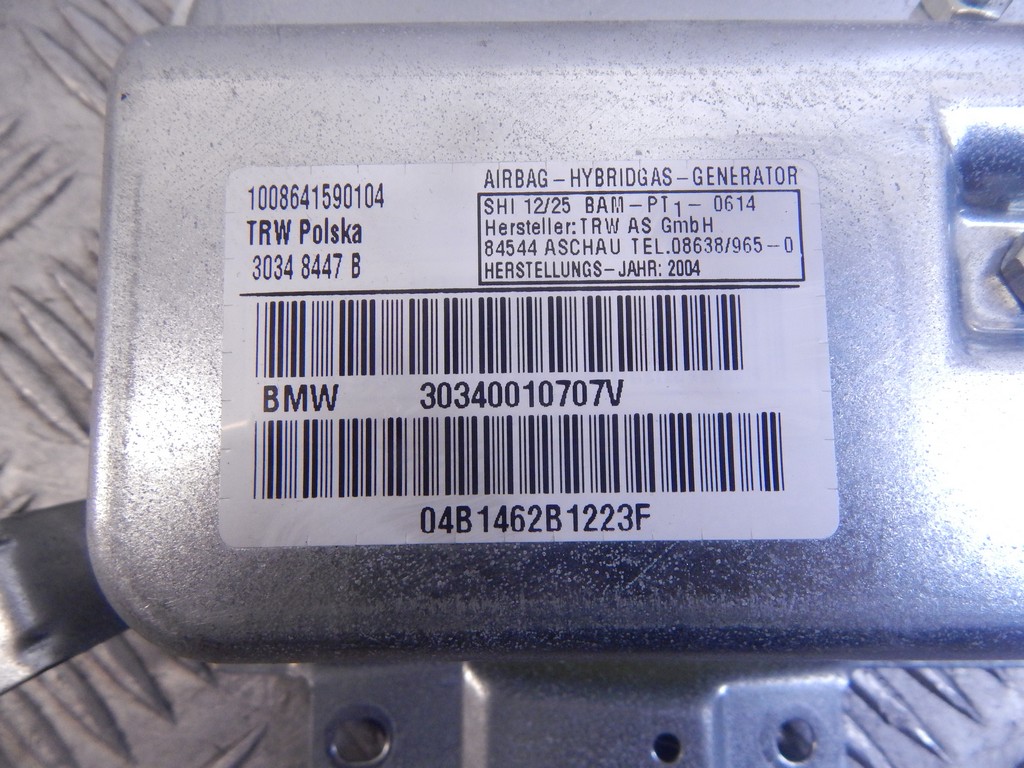 1008641590104
TRW Polska
3034 8447 B
AIRBAG-HYBRIDGAS-GENERATOR
SHI 12/25 BAM-PT1- 0614
Hersteller: TRW AS GmbH
84544 ASCHAU TEL.08638/965-0
HERSTELLUNGS-JAHR: 2004
BMW 30340010707V
04B1462B1223F